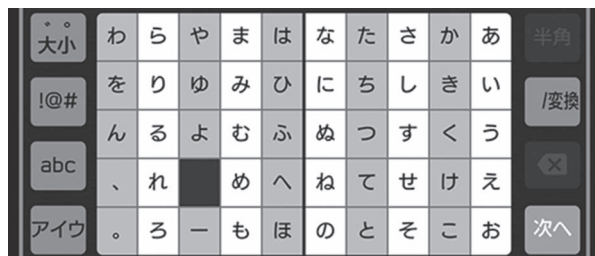 大小 わ ら や ま は な た さ か あ 半角
!@# を り ゆ み ひ に ち し き い /変換
ん る よ む ふ ぬ つ す く う
abc 、 れ め へ ね て せ け え
アイウ 。 ろ ー も ほ の と そ こ お 次へ